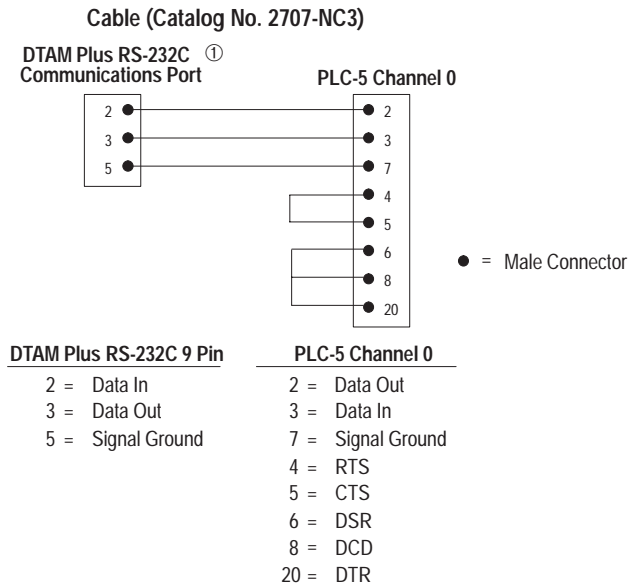 Cable (Catalog No. 2707-NC3)
DTAM Plus RS-232C ①
Communications Port
PLC-5 Channel 0
2
3
5
2
3
7
4
5
6
8
20
● = Male Connector
DTAM Plus RS-232C 9 Pin
2 = Data In
3 = Data Out
5 = Signal Ground
PLC-5 Channel 0
2 = Data Out
3 = Data In
7 = Signal Ground
4 = RTS
5 = CTS
6 = DSR
8 = DCD
20 = DTR